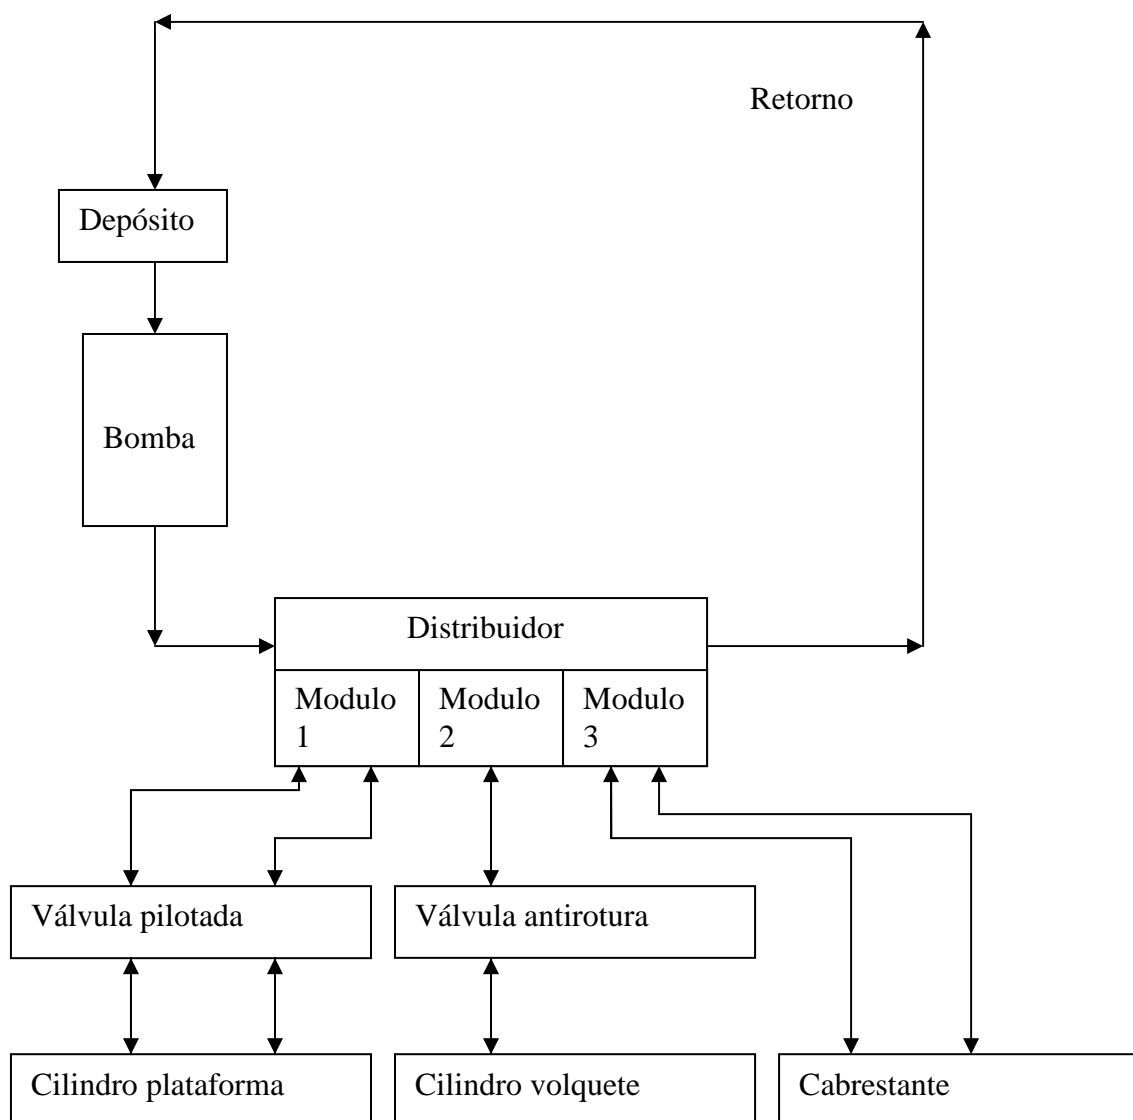 Retorno
Depósito
Bomba
Distribuidor
Modulo
1
Modulo
2
Modulo
3
Válvula pilotada
Válvula antirotura
Cilindro plataforma
Cilindro volquete
Cabrestante